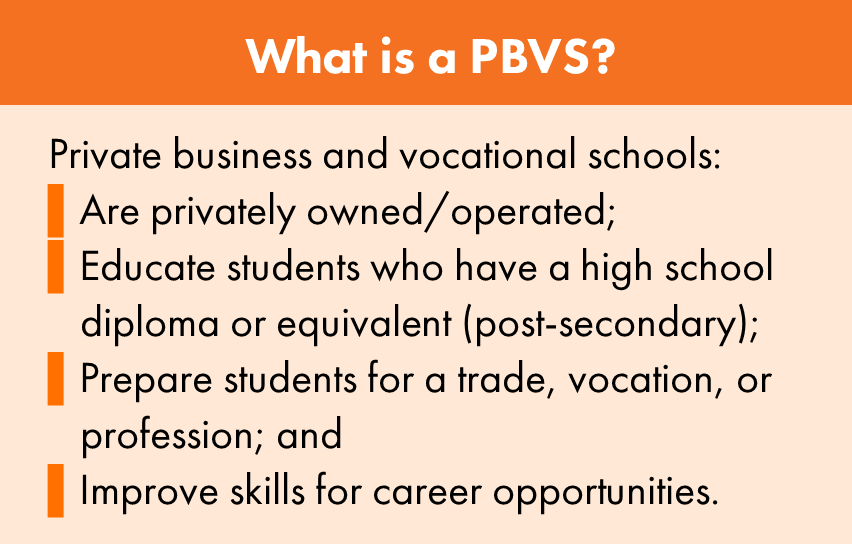 What is a PBVS?
Private business and vocational schools:
Are privately owned/operated;
Educate students who have a high school
diploma or equivalent (post-secondary);
Prepare students for a trade, vocation, or
profession; and
Improve skills for career opportunities.